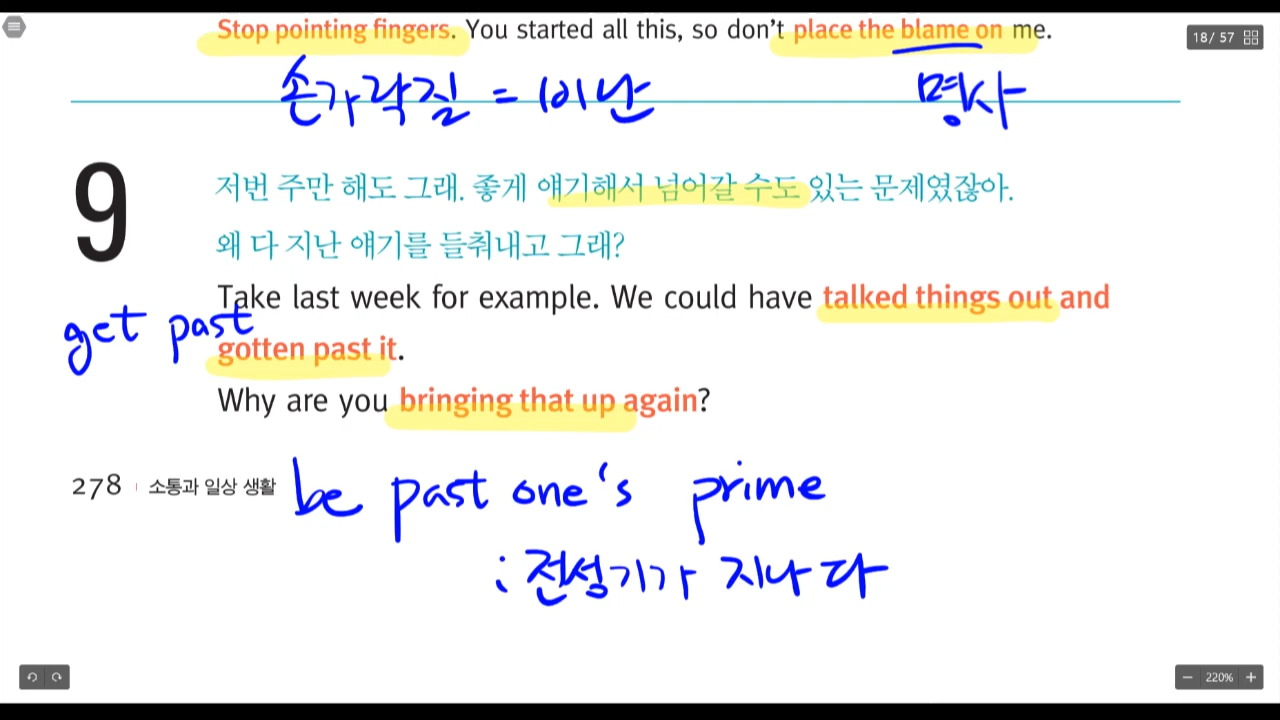 Stop pointing fingers. You started all this, so don't place the blame on me.
18/ 57
손가락질 = 비난
명사
9
저번 주만 해도 그래. 좋게 얘기해서 넘어갈 수도 있는 문제였잖아.
왜 다 지난 얘기를 들춰내고 그래?
Take last week for example. We could have talked things out and
get past
gotten past it.
Why are you bringing that up again?
278 소통과 일상 생활
be past one's prime
: 전성기가 지나다
220%